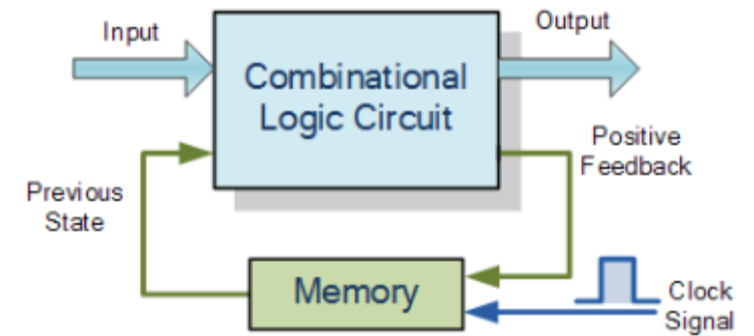 Input
Output
Combinational
Logic Circuit
Positive
Feedback
Previous
State
Memory
Clock
Signal